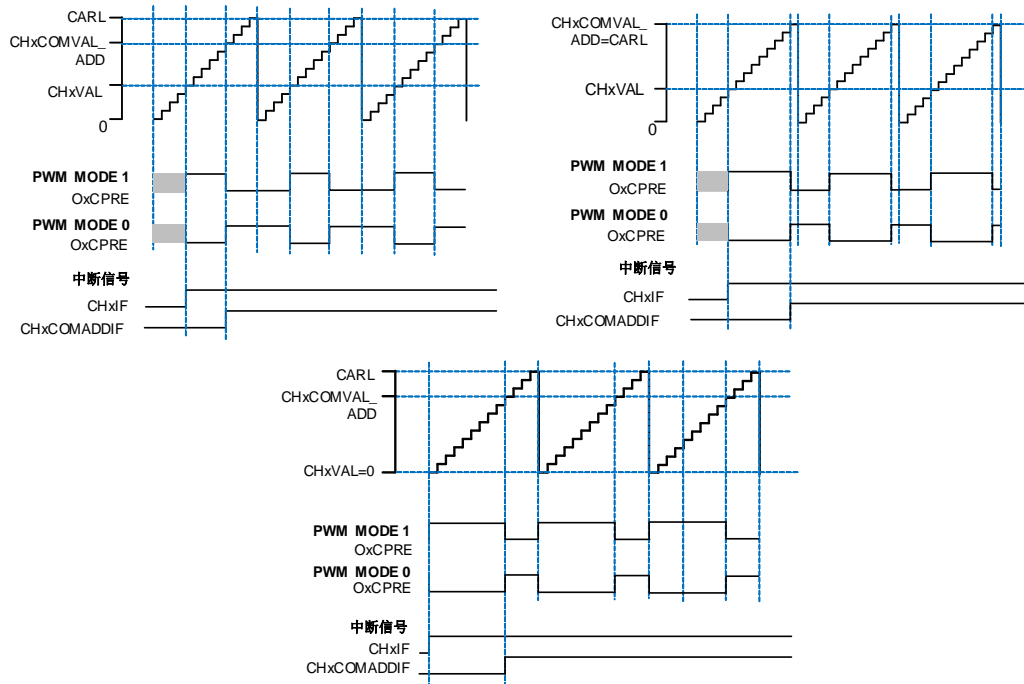 CARL
CHxCOMVAL_
ADD
CHxVAL
0
PWM MODE 1
OxCPRE
PWM MODE 0
OxCPRE
中断信号
CHxIF
CHxCOMADDIF
CHxCOMVAL_
ADD=CARL
CHxVAL
0
PWM MODE 1
OxCPRE
PWM MODE 0
OxCPRE
中断信号
CHxIF
CHxCOMADDIF
CARL
CHxCOMVAL_
ADD
CHxVAL=0
PWM MODE 1
OxCPRE
PWM MODE 0
OxCPRE
中断信号
CHxIF
CHxCOMADDIF